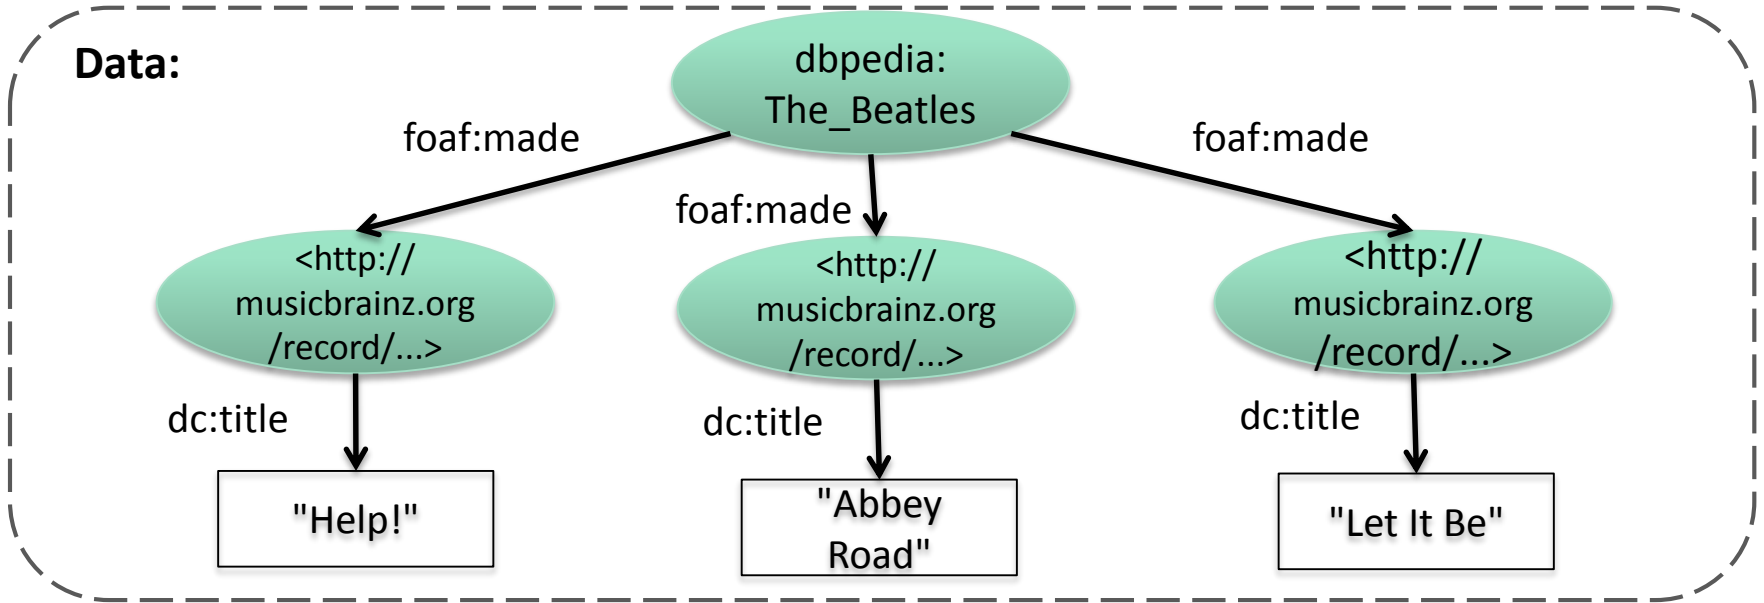 Data:
dbpedia:
The_Beatles
foaf:made
foaf:made
foaf:made
<http://
musicbrainz.org
/record/...>
<http://
musicbrainz.org
/record/...>
<http://
musicbrainz.org
/record/...>
dc:title
dc:title
dc:title
"Help!"
"Abbey
Road"
"Let It Be"